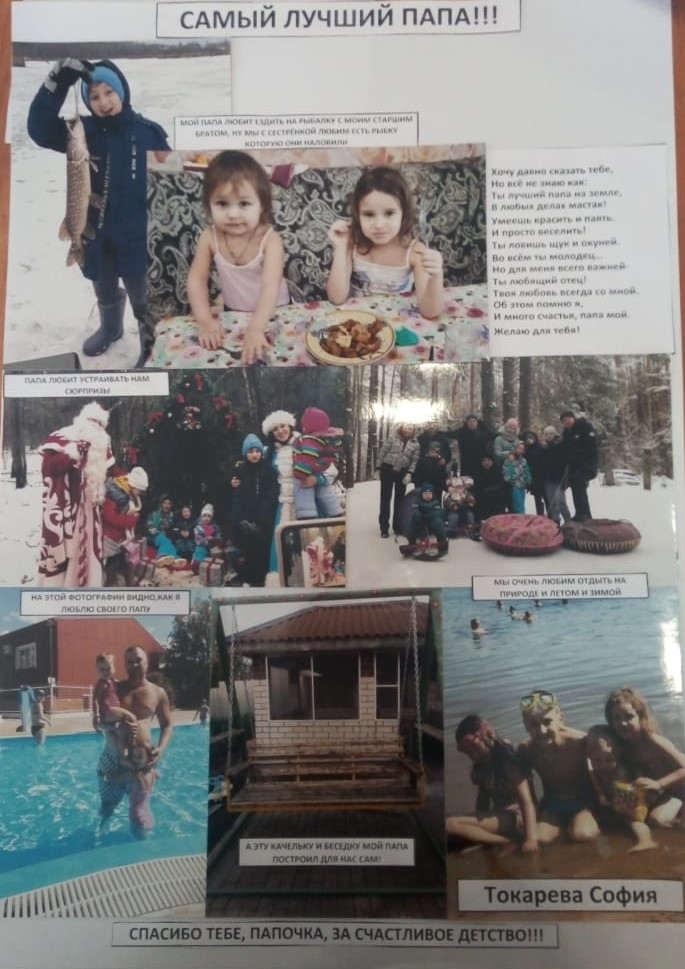 САМЫЙ ЛУЧШИЙ ПАПА!!!
МОЙ ПАПА ЛЮБИТ ЕЗДИТЬ НА РЫБАЛКУ С МОИМ СТАРШИМ
БРАТОМ, НУ МЫ С СЕСТРЁНКОЙ ЛЮБИМ ЕСТЬ РЫБКУ
КОТОРУЮ ОНИ НАЛОВИЛИ
Хочу давно сказать тебе,
Но всё не знаю как:
Ты лучший папа на земле,
В любых делах мастак!
Умеешь красить и паять.
И просто веселить!
Ты ловишь щук и окуней.
Во всём ты молодец...
Но для меня всего важней-
Ты любящий отец!
Твоя любовь всегда со мной.
Об этом помню я,
И много счастья, папа мой.
Желаю для тебя!
ПАПА ЛЮБИТ УСТРАИВАТЬ НАМ
СЮРПРИЗЫ
НА ЭТОЙ ФОТОГРАФИИ ВИДНО,КАК Я
ЛЮБЛЮ СВОЕГО ПАПУ
МЫ ОЧЕНЬ ЛЮБИМ ОТДЫТЬ НА
ПРИРОДЕ И ЛЕТОМ И ЗИМОЙ
А ЭТУ КАЧЕЛЬКУ И БЕСЕДКУ МОЙ ПАПА
ПОСТРОИЛ ДЛЯ НАС САМ!
Токарева София
СПАСИБО ТЕБЕ, ПАПОЧКА, ЗА СЧАСТЛИВОЕ ДЕТСТВО!!!